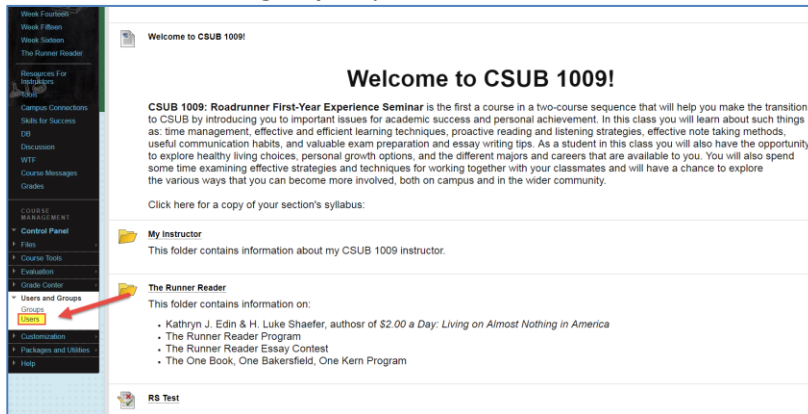 Week Fourteen
Week Fifteen
Week Sixteen
The Runner Reader
Resources For
Instructors
Tools
Campus Connections
Skills for Success
DB
Discussion
WTF
Course Messages
Grades
COURSE
MANAGEMENT
Control Panel
Files
Course Tools
Evaluation
Grade Center
Users and Groups
Groups
Users
Customization
Packages and Utilities
Help
Welcome to CSUB 1009!
Welcome to CSUB 1009!
CSUB 1009: Roadrunner First-Year Experience Seminar is the first a course in a two-course sequence that will help you make the transition
to CSUB by introducing you to important issues for academic success and personal achievement. In this class you will learn about such things
as: time management, effective and efficient learning techniques, proactive reading and listening strategies, effective note taking methods,
useful communication habits, and valuable exam preparation and essay writing tips. As a student in this class you will also have the opportunity
to explore healthy living choices, personal growth options, and the different majors and careers that are available to you. You will also spend
some time examining effective strategies and techniques for working together with your classmates and will have a chance to explore
the various ways that you can become more involved, both on campus and in the wider community.
Click here for a copy of your section's syllabus:
My Instructor
This folder contains information about my CSUB 1009 instructor.
The Runner Reader
This folder contains information on:
• Kathryn J. Edin & H. Luke Shaefer, authosr of $2.00 a Day: Living on Almost Nothing in America
• The Runner Reader Program
• The Runner Reader Essay Contest
• The One Book, One Bakersfield, One Kern Program
RS Test